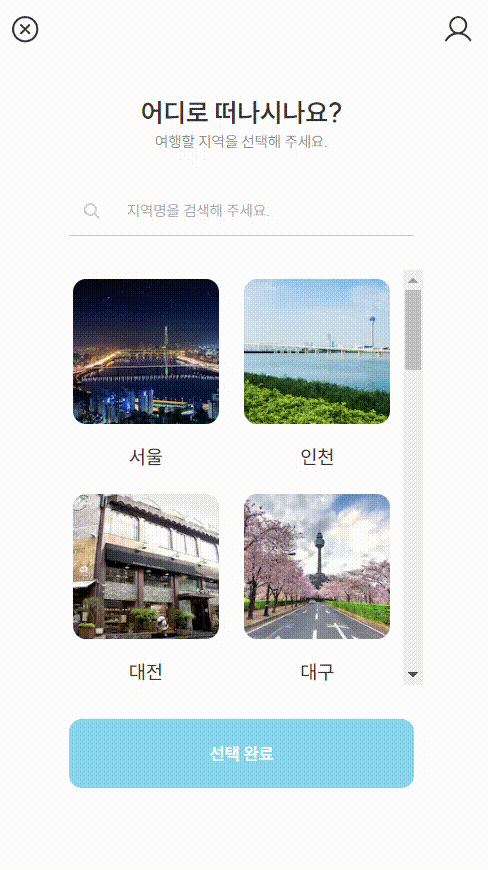 어디로 떠나시나요?
여행할 지역을 선택해 주세요.
지역명을 검색해 주세요.
서울
인천
대전
대구
선택 완료